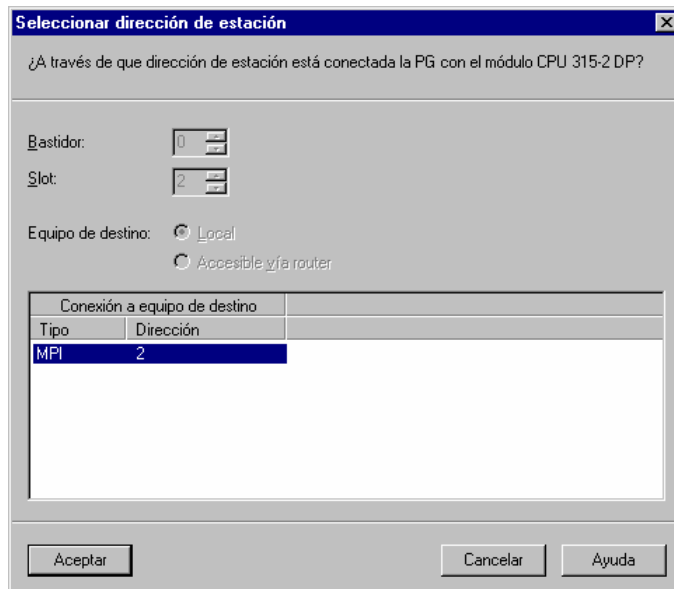 Seleccionar dirección de estación
¿A través de que dirección de estación está conectada la PG con el módulo CPU 315-2 DP?
Bastidor: 0
Slot: 2
Equipo de destino: Local
Accesible vía router
Conexión a equipo de destino
Tipo Dirección
MPI 2
Aceptar Cancelar Ayuda